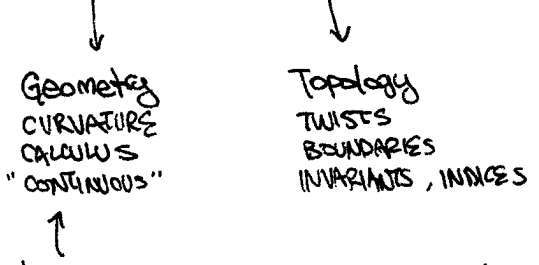 Geometry
CURVATURE
CALCULUS
"CONTINUOUS"
Topology
TWISTS
BOUNDARIES
INVARIANTS, INDICES